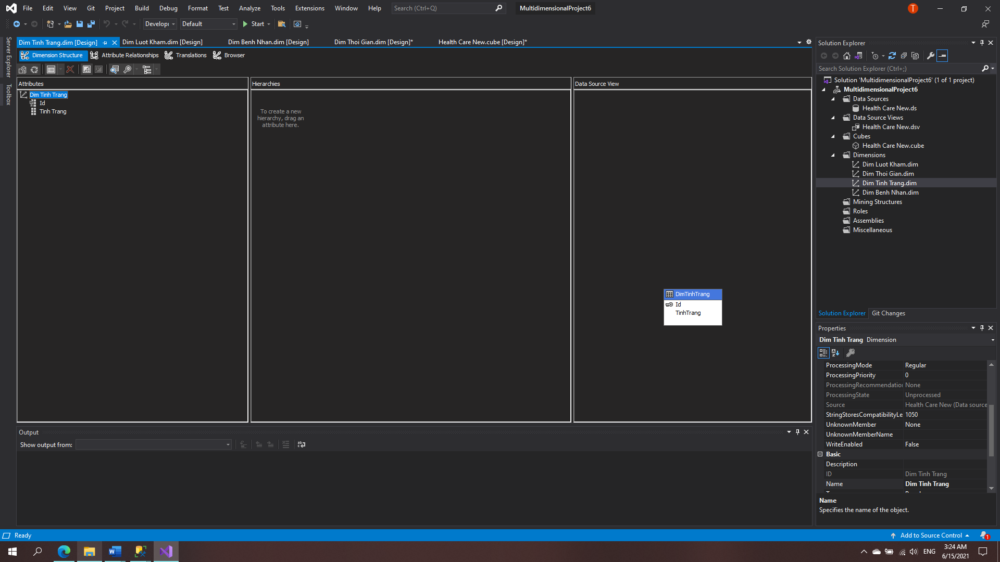 File Edit View Git Project Build Debug Format Test Analyze Tools Extensions Window Help Search (Ctrl+Q) MultidimensionalProject6 T
Developi Default Start
Dim Tinh Trang.dim [Design] Dim Luot Kham.dim [Design] Dim Benh Nhan.dim [Design] Dim Thoi Gian.dim [Design]* Health Care New.cube [Design]*
Dimension Structure Attribute Relationships Translations Browser
Server Explorer
Toolbox
Attributes
Dim Tinh Trang
Id
Tinh Trang
Hierarchies
To create a new
hierarchy, drag an
attribute here.
Data Source View
DimTinhTrang
Id
TinhTrang
Output
Show output from:
Solution Explorer
Search Solution Explorer (Ctrl+;)
Solution 'MultidimensionalProject6' (1 of 1 project)
MultidimensionalProject6
Data Sources
Health Care New.ds
Data Source Views
Health Care New.dsv
Cubes
Health Care New.cube
Dimensions
Dim Luot Kham.dim
Dim Thoi Gian.dim
Dim Tinh Trang.dim
Dim Benh Nhan.dim
Mining Structures
Roles
Assemblies
Miscellaneous
Solution Explorer Git Changes
Properties
Dim Tinh Trang Dimension
ProcessingMode Regular
ProcessingPriority 0
ProcessingRecommendation None
ProcessingState Unprocessed
Source Health Care New (Data source
StringStoresCompatibilityLe 1050
UnknownMember None
UnknownMemberName
WriteEnabled False
Basic
Description
ID Dim Tinh Trang
Name Dim Tinh Trang
Name
Specifies the name of the object.
Ready Add to Source Control 1
ENG 3:24 AM
6/15/2021